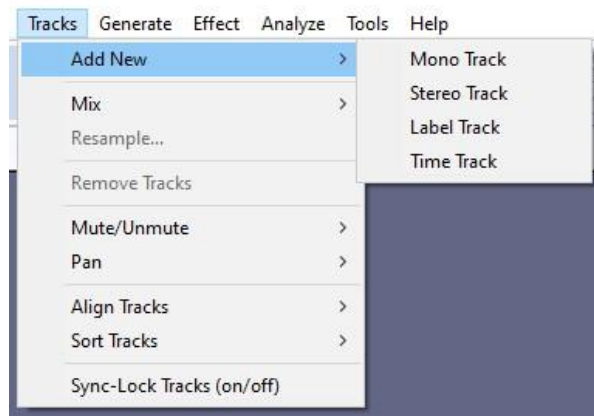 Tracks Generate Effect Analyze Tools Help
Add New
Mix
Resample...
Remove Tracks
Mute/Unmute
Pan
Align Tracks
Sort Tracks
Sync-Lock Tracks (on/off)
Mono Track
Stereo Track
Label Track
Time Track